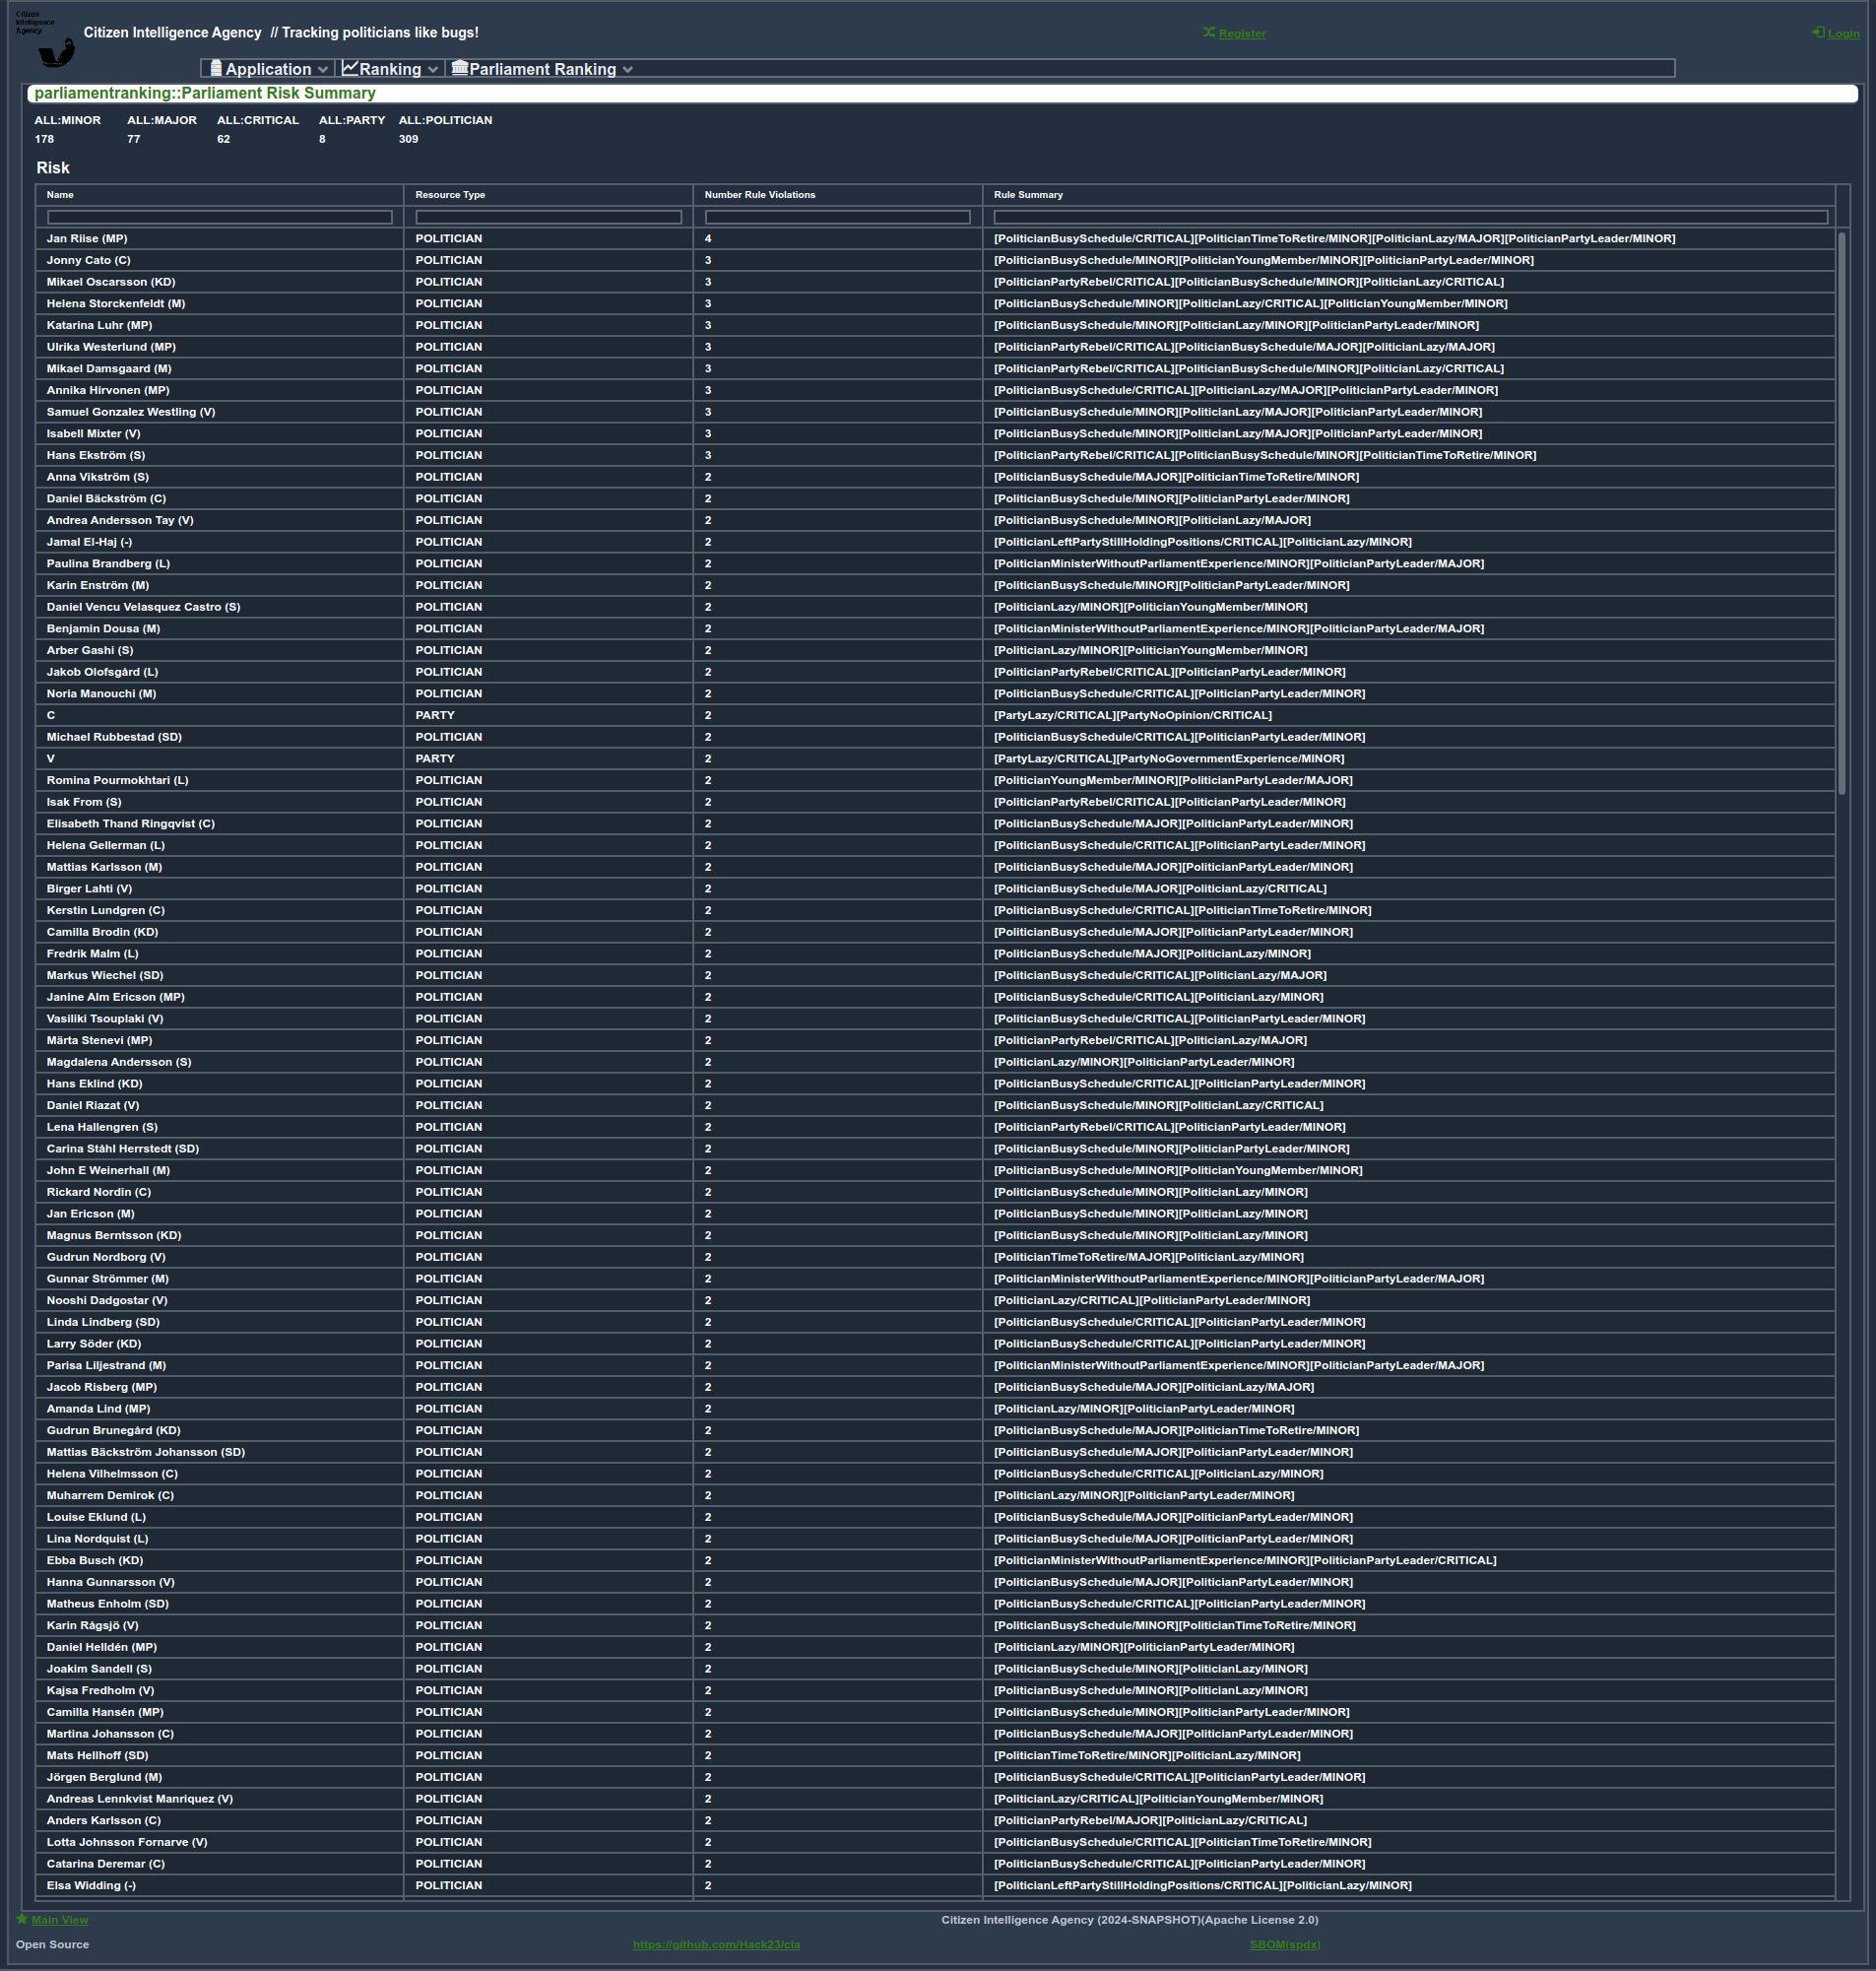 Citizen
Intelligence
Agency
Citizen Intelligence Agency // Tracking politicians like bugs!
Register
Login
Application Ranking Parliament Ranking
parliamentranking::Parliament Risk Summary
ALL:MINOR ALL:MAJOR ALL:CRITICAL ALL:PARTY ALL:POLITICIAN
178 77 62 8 309
Risk
Name Resource Type Number Rule Violations Rule Summary
Jan Riise (MP) POLITICIAN 4 [PoliticianBusySchedule/CRITICAL][PoliticianTimeToRetire/MINOR][PoliticianLazy/MAJOR][PoliticianPartyLeader/MINOR]
Jonny Cato (C) POLITICIAN 3 [PoliticianBusySchedule/MINOR][PoliticianYoungMember/MINOR][PoliticianPartyLeader/MINOR]
Mikael Oscarsson (KD) POLITICIAN 3 [PoliticianPartyRebel/CRITICAL][PoliticianBusySchedule/MINOR][PoliticianLazy/CRITICAL]
Helena Storckenfeldt (M) POLITICIAN 3 [PoliticianBusySchedule/MINOR][PoliticianLazy/CRITICAL][PoliticianYoungMember/MINOR]
Katarina Luhr (MP) POLITICIAN 3 [PoliticianBusySchedule/MINOR][PoliticianLazy/MINOR][PoliticianPartyLeader/MINOR]
Ulrika Westerlund (MP) POLITICIAN 3 [PoliticianPartyRebel/CRITICAL][PoliticianBusySchedule/MAJOR][PoliticianLazy/MAJOR]
Mikael Damsgaard (M) POLITICIAN 3 [PoliticianPartyRebel/CRITICAL][PoliticianBusySchedule/MINOR][PoliticianLazy/CRITICAL]
Annika Hirvonen (MP) POLITICIAN 3 [PoliticianBusySchedule/CRITICAL][PoliticianLazy/MAJOR][PoliticianPartyLeader/MINOR]
Samuel Gonzalez Westling (V) POLITICIAN 3 [PoliticianBusySchedule/MINOR][PoliticianLazy/MAJOR][PoliticianPartyLeader/MINOR]
Isabell Mixter (V) POLITICIAN 3 [PoliticianBusySchedule/MINOR][PoliticianLazy/MAJOR][PoliticianPartyLeader/MINOR]
Hans Ekström (S) POLITICIAN 3 [PoliticianPartyRebel/CRITICAL][PoliticianBusySchedule/MINOR][PoliticianTimeToRetire/MINOR]
Anna Vikström (S) POLITICIAN 2 [PoliticianBusySchedule/MAJOR][PoliticianTimeToRetire/MINOR]
Daniel Bäckström (C) POLITICIAN 2 [PoliticianBusySchedule/MINOR][PoliticianPartyLeader/MINOR]
Andrea Andersson Tay (V) POLITICIAN 2 [PoliticianBusySchedule/MINOR][PoliticianLazy/MAJOR]
Jamal El-Haj (-) POLITICIAN 2 [PoliticianLeftPartyStillHoldingPositions/CRITICAL][PoliticianLazy/MINOR]
Paulina Brandberg (L) POLITICIAN 2 [PoliticianMinisterWithoutParliamentExperience/MINOR][PoliticianPartyLeader/MAJOR]
Karin Enström (M) POLITICIAN 2 [PoliticianBusySchedule/MINOR][PoliticianPartyLeader/MINOR]
Daniel Vencu Velasquez Castro (S) POLITICIAN 2 [PoliticianLazy/MINOR][PoliticianYoungMember/MINOR]
Benjamin Dousa (M) POLITICIAN 2 [PoliticianMinisterWithoutParliamentExperience/MINOR][PoliticianPartyLeader/MAJOR]
Arber Gashi (S) POLITICIAN 2 [PoliticianLazy/MINOR][PoliticianYoungMember/MINOR]
Jakob Olofsgård (L) POLITICIAN 2 [PoliticianPartyRebel/CRITICAL][PoliticianPartyLeader/MINOR]
Noria Manouchi (M) POLITICIAN 2 [PoliticianBusySchedule/CRITICAL][PoliticianPartyLeader/MINOR]
C PARTY 2 [PartyLazy/CRITICAL][PartyNoOpinion/CRITICAL]
Michael Rubbestad (SD) POLITICIAN 2 [PoliticianBusySchedule/CRITICAL][PoliticianPartyLeader/MINOR]
V PARTY 2 [PartyLazy/CRITICAL][PartyNoGovernmentExperience/MINOR]
Romina Pourmokhtari (L) POLITICIAN 2 [PoliticianYoungMember/MINOR][PoliticianPartyLeader/MAJOR]
Isak From (S) POLITICIAN 2 [PoliticianPartyRebel/CRITICAL][PoliticianPartyLeader/MINOR]
Elisabeth Thand Ringqvist (C) POLITICIAN 2 [PoliticianBusySchedule/MAJOR][PoliticianPartyLeader/MINOR]
Helena Gellerman (L) POLITICIAN 2 [PoliticianBusySchedule/CRITICAL][PoliticianPartyLeader/MINOR]
Mattias Karlsson (M) POLITICIAN 2 [PoliticianBusySchedule/MAJOR][PoliticianPartyLeader/MINOR]
Birger Lahti (V) POLITICIAN 2 [PoliticianBusySchedule/MAJOR][PoliticianLazy/CRITICAL]
Kerstin Lundgren (C) POLITICIAN 2 [PoliticianBusySchedule/CRITICAL][PoliticianTimeToRetire/MINOR]
Camilla Brodin (KD) POLITICIAN 2 [PoliticianBusySchedule/MAJOR][PoliticianPartyLeader/MINOR]
Fredrik Malm (L) POLITICIAN 2 [PoliticianBusySchedule/MAJOR][PoliticianLazy/MINOR]
Markus Wiechel (SD) POLITICIAN 2 [PoliticianBusySchedule/CRITICAL][PoliticianLazy/MAJOR]
Janine Alm Ericson (MP) POLITICIAN 2 [PoliticianBusySchedule/CRITICAL][PoliticianLazy/MINOR]
Vasiliki Tsouplaki (V) POLITICIAN 2 [PoliticianBusySchedule/CRITICAL][PoliticianPartyLeader/MINOR]
Märta Stenevi (MP) POLITICIAN 2 [PoliticianPartyRebel/CRITICAL][PoliticianLazy/MAJOR]
Magdalena Andersson (S) POLITICIAN 2 [PoliticianLazy/MINOR][PoliticianPartyLeader/MINOR]
Hans Eklind (KD) POLITICIAN 2 [PoliticianBusySchedule/CRITICAL][PoliticianPartyLeader/MINOR]
Daniel Riazat (V) POLITICIAN 2 [PoliticianBusySchedule/MINOR][PoliticianLazy/CRITICAL]
Lena Hallengren (S) POLITICIAN 2 [PoliticianPartyRebel/CRITICAL][PoliticianPartyLeader/MINOR]
Carina Ståhl Herrstedt (SD) POLITICIAN 2 [PoliticianBusySchedule/MINOR][PoliticianPartyLeader/MINOR]
John E Weinerhall (M) POLITICIAN 2 [PoliticianBusySchedule/MINOR][PoliticianYoungMember/MINOR]
Rickard Nordin (C) POLITICIAN 2 [PoliticianBusySchedule/MINOR][PoliticianLazy/MINOR]
Jan Ericson (M) POLITICIAN 2 [PoliticianBusySchedule/MINOR][PoliticianLazy/MINOR]
Magnus Berntsson (KD) POLITICIAN 2 [PoliticianBusySchedule/MINOR][PoliticianLazy/MINOR]
Gudrun Nordborg (V) POLITICIAN 2 [PoliticianTimeToRetire/MAJOR][PoliticianLazy/MINOR]
Gunnar Strömmer (M) POLITICIAN 2 [PoliticianMinisterWithoutParliamentExperience/MINOR][PoliticianPartyLeader/MAJOR]
Nooshi Dadgostar (V) POLITICIAN 2 [PoliticianLazy/CRITICAL][PoliticianPartyLeader/MINOR]
Linda Lindberg (SD) POLITICIAN 2 [PoliticianBusySchedule/CRITICAL][PoliticianPartyLeader/MINOR]
Larry Söder (KD) POLITICIAN 2 [PoliticianBusySchedule/CRITICAL][PoliticianPartyLeader/MINOR]
Parisa Liljestrand (M) POLITICIAN 2 [PoliticianMinisterWithoutParliamentExperience/MINOR][PoliticianPartyLeader/MAJOR]
Jacob Risberg (MP) POLITICIAN 2 [PoliticianBusySchedule/MAJOR][PoliticianLazy/MAJOR]
Amanda Lind (MP) POLITICIAN 2 [PoliticianLazy/MINOR][PoliticianPartyLeader/MINOR]
Gudrun Brunegård (KD) POLITICIAN 2 [PoliticianBusySchedule/MAJOR][PoliticianTimeToRetire/MINOR]
Mattias Bäckström Johansson (SD) POLITICIAN 2 [PoliticianBusySchedule/MAJOR][PoliticianPartyLeader/MINOR]
Helena Vilhelmsson (C) POLITICIAN 2 [PoliticianBusySchedule/CRITICAL][PoliticianLazy/MINOR]
Muharrem Demirok (C) POLITICIAN 2 [PoliticianLazy/MINOR][PoliticianPartyLeader/MINOR]
Louise Eklund (L) POLITICIAN 2 [PoliticianBusySchedule/MAJOR][PoliticianPartyLeader/MINOR]
Lina Nordquist (L) POLITICIAN 2 [PoliticianBusySchedule/MAJOR][PoliticianPartyLeader/MINOR]
Ebba Busch (KD) POLITICIAN 2 [PoliticianMinisterWithoutParliamentExperience/MINOR][PoliticianPartyLeader/CRITICAL]
Hanna Gunnarsson (V) POLITICIAN 2 [PoliticianBusySchedule/MAJOR][PoliticianPartyLeader/MINOR]
Matheus Enholm (SD) POLITICIAN 2 [PoliticianBusySchedule/CRITICAL][PoliticianPartyLeader/MINOR]
Karin Rågsjö (V) POLITICIAN 2 [PoliticianBusySchedule/MINOR][PoliticianTimeToRetire/MINOR]
Daniel Helldén (MP) POLITICIAN 2 [PoliticianLazy/MINOR][PoliticianPartyLeader/MINOR]
Joakim Sandell (S) POLITICIAN 2 [PoliticianBusySchedule/MINOR][PoliticianLazy/MINOR]
Kajsa Fredholm (V) POLITICIAN 2 [PoliticianBusySchedule/MINOR][PoliticianLazy/MINOR]
Camilla Hansén (MP) POLITICIAN 2 [PoliticianBusySchedule/MINOR][PoliticianPartyLeader/MINOR]
Martina Johansson (C) POLITICIAN 2 [PoliticianBusySchedule/MAJOR][PoliticianPartyLeader/MINOR]
Mats Hellhoff (SD) POLITICIAN 2 [PoliticianTimeToRetire/MINOR][PoliticianLazy/MINOR]
Jörgen Berglund (M) POLITICIAN 2 [PoliticianBusySchedule/CRITICAL][PoliticianPartyLeader/MINOR]
Andreas Lennkvist Manriquez (V) POLITICIAN 2 [PoliticianLazy/CRITICAL][PoliticianYoungMember/MINOR]
Anders Karlsson (C) POLITICIAN 2 [PoliticianPartyRebel/MAJOR][PoliticianLazy/CRITICAL]
Lotta Johnsson Fornarve (V) POLITICIAN 2 [PoliticianBusySchedule/CRITICAL][PoliticianTimeToRetire/MINOR]
Catarina Deremar (C) POLITICIAN 2 [PoliticianBusySchedule/CRITICAL][PoliticianPartyLeader/MINOR]
Elsa Widding (-) POLITICIAN 2 [PoliticianLeftPartyStillHoldingPositions/CRITICAL][PoliticianLazy/MINOR]
Main View Citizen Intelligence Agency (2024-SNAPSHOT)(Apache License 2.0)
Open Source https://github.com/Hack23/cia SBOM(spdx)